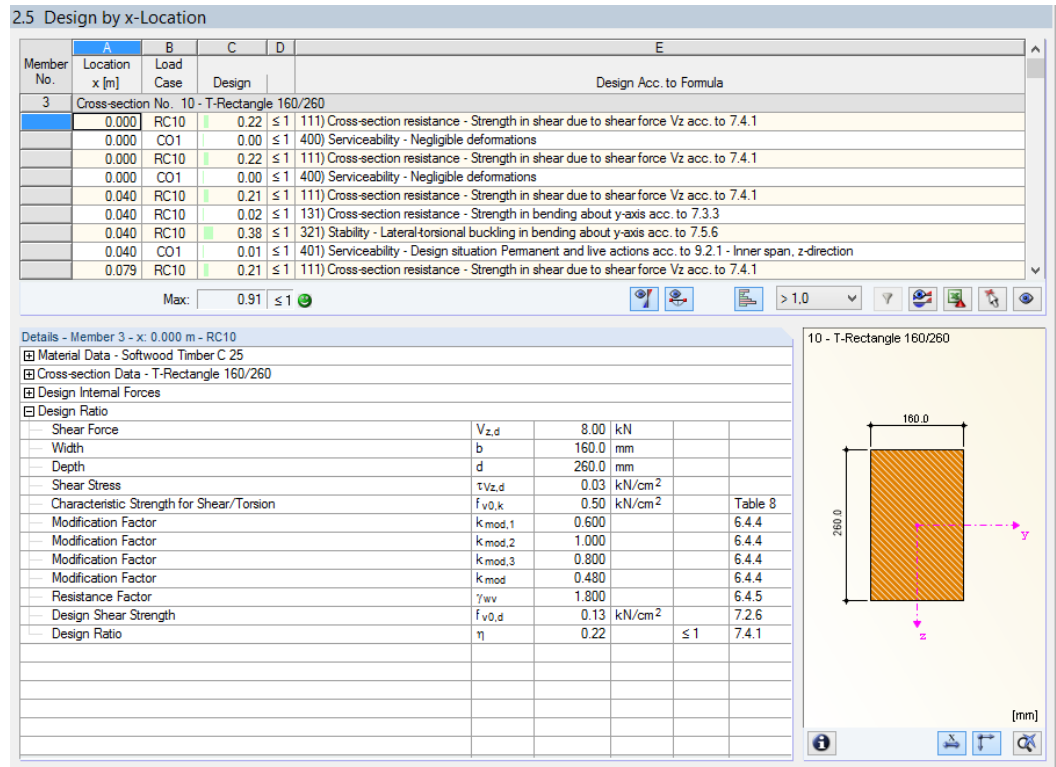 2.5 Design by x-Location
A B C D E
Member Location Load
No. x [m] Case Design Design Acc. to Formula
3 Cross-section No. 10 - T-Rectangle 160/260
0.000 RC10 0.22 ≤ 1 111) Cross-section resistance - Strength in shear due to shear force Vz acc. to 7.4.1
0.000 CO1 0.00 ≤ 1 400) Serviceability - Negligible deformations
0.000 RC10 0.22 ≤ 1 111) Cross-section resistance - Strength in shear due to shear force Vz acc. to 7.4.1
0.000 CO1 0.00 ≤ 1 400) Serviceability - Negligible deformations
0.040 RC10 0.21 ≤ 1 111) Cross-section resistance - Strength in shear due to shear force Vz acc. to 7.4.1
0.040 RC10 0.02 ≤ 1 131) Cross-section resistance - Strength in bending about y-axis acc. to 7.3.3
0.040 RC10 0.38 ≤ 1 321) Stability - Lateral-torsional buckling in bending about y-axis acc. to 7.5.6
0.040 CO1 0.01 ≤ 1 401) Serviceability - Design situation Permanent and live actions acc. to 9.2.1 - Inner span, z-direction
0.079 RC10 0.21 ≤ 1 111) Cross-section resistance - Strength in shear due to shear force Vz acc. to 7.4.1
Max: 0.91 ≤ 1 > 1,0
Details - Member 3 - x: 0.000 m - RC10
Material Data - Softwood Timber C 25
Cross-section Data - T-Rectangle 160/260
Design Internal Forces
Design Ratio
Shear Force Vz,d 8.00 kN
Width b 160.0 mm
Depth d 260.0 mm
Shear Stress τVz,d 0.03 kN/cm2
Characteristic Strength for Shear/Torsion fv0,k 0.50 kN/cm2 Table 8
Modification Factor kmod,1 0.600 6.4.4
Modification Factor kmod,2 1.000 6.4.4
Modification Factor kmod,3 0.800 6.4.4
Modification Factor kmod 0.480 6.4.4
Resistance Factor γwv 1.800 6.4.5
Design Shear Strength fv0,d 0.13 kN/cm2 7.2.6
Design Ratio η 0.22 ≤ 1 7.4.1
10 - T-Rectangle 160/260
160.0
260.0
y
z
[mm]